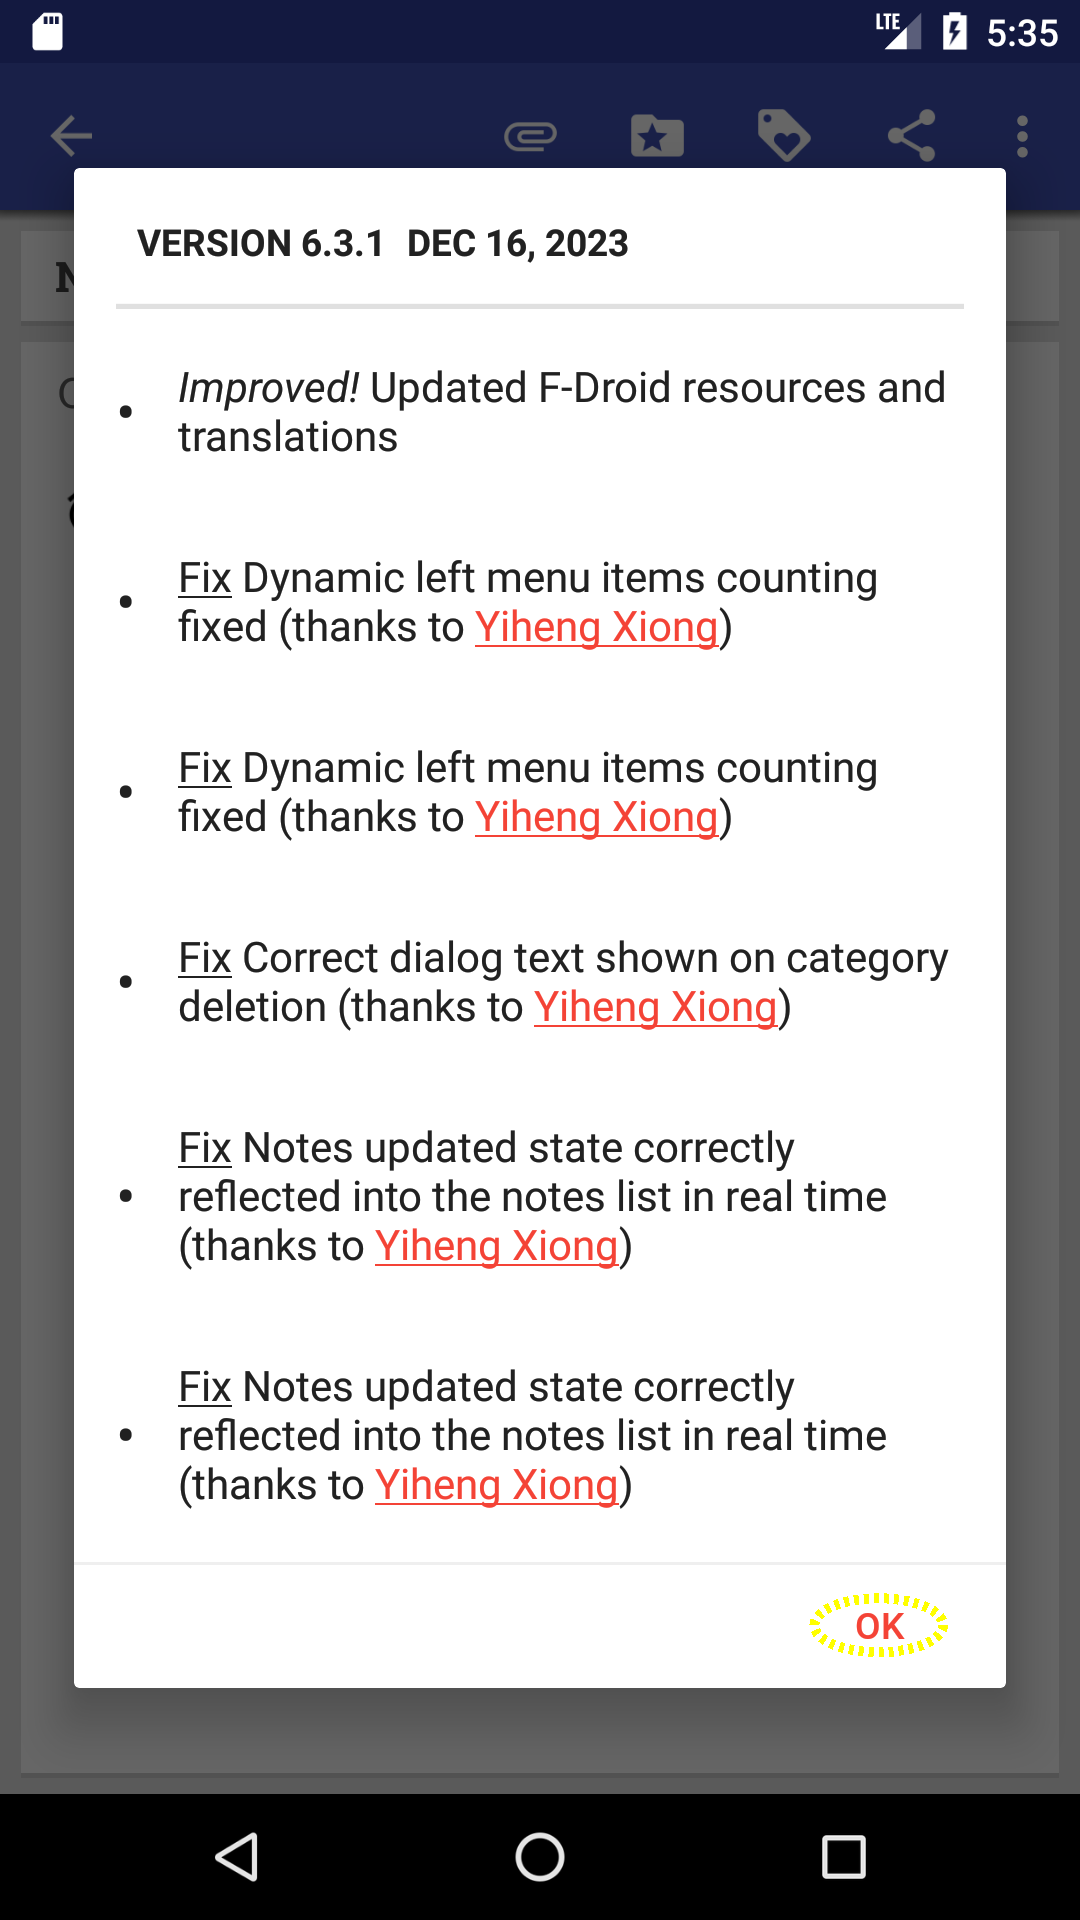 LTE 5:35
VERSION 6.3.1 DEC 16, 2023
• Improved! Updated F-Droid resources and
translations
• Fix Dynamic left menu items counting
fixed (thanks to Yiheng Xiong)
• Fix Dynamic left menu items counting
fixed (thanks to Yiheng Xiong)
• Fix Correct dialog text shown on category
deletion (thanks to Yiheng Xiong)
• Fix Notes updated state correctly
reflected into the notes list in real time
(thanks to Yiheng Xiong)
• Fix Notes updated state correctly
reflected into the notes list in real time
(thanks to Yiheng Xiong)
OK